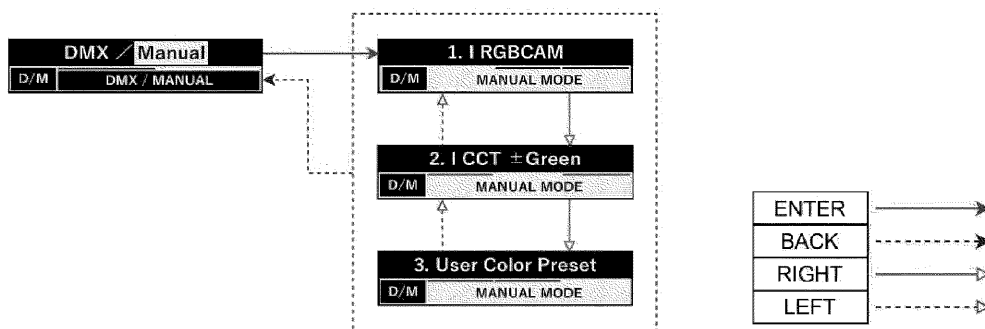 DMX / Manual
D/M DMX / MANUAL
1. I RGBCAM
D/M MANUAL MODE
2. I CCT ±Green
D/M MANUAL MODE
3. User Color Preset
D/M MANUAL MODE
ENTER
BACK
RIGHT
LEFT